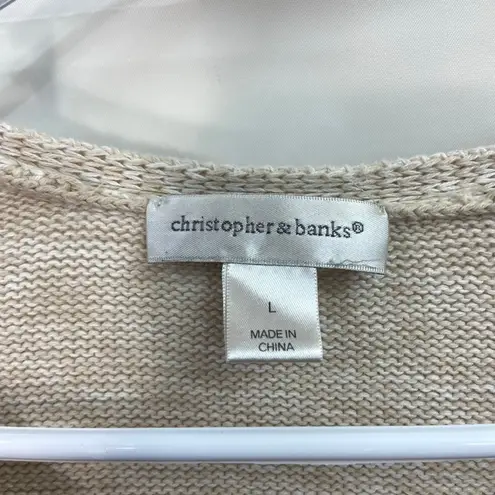 christopher & banks®
L
MADE IN
CHINA